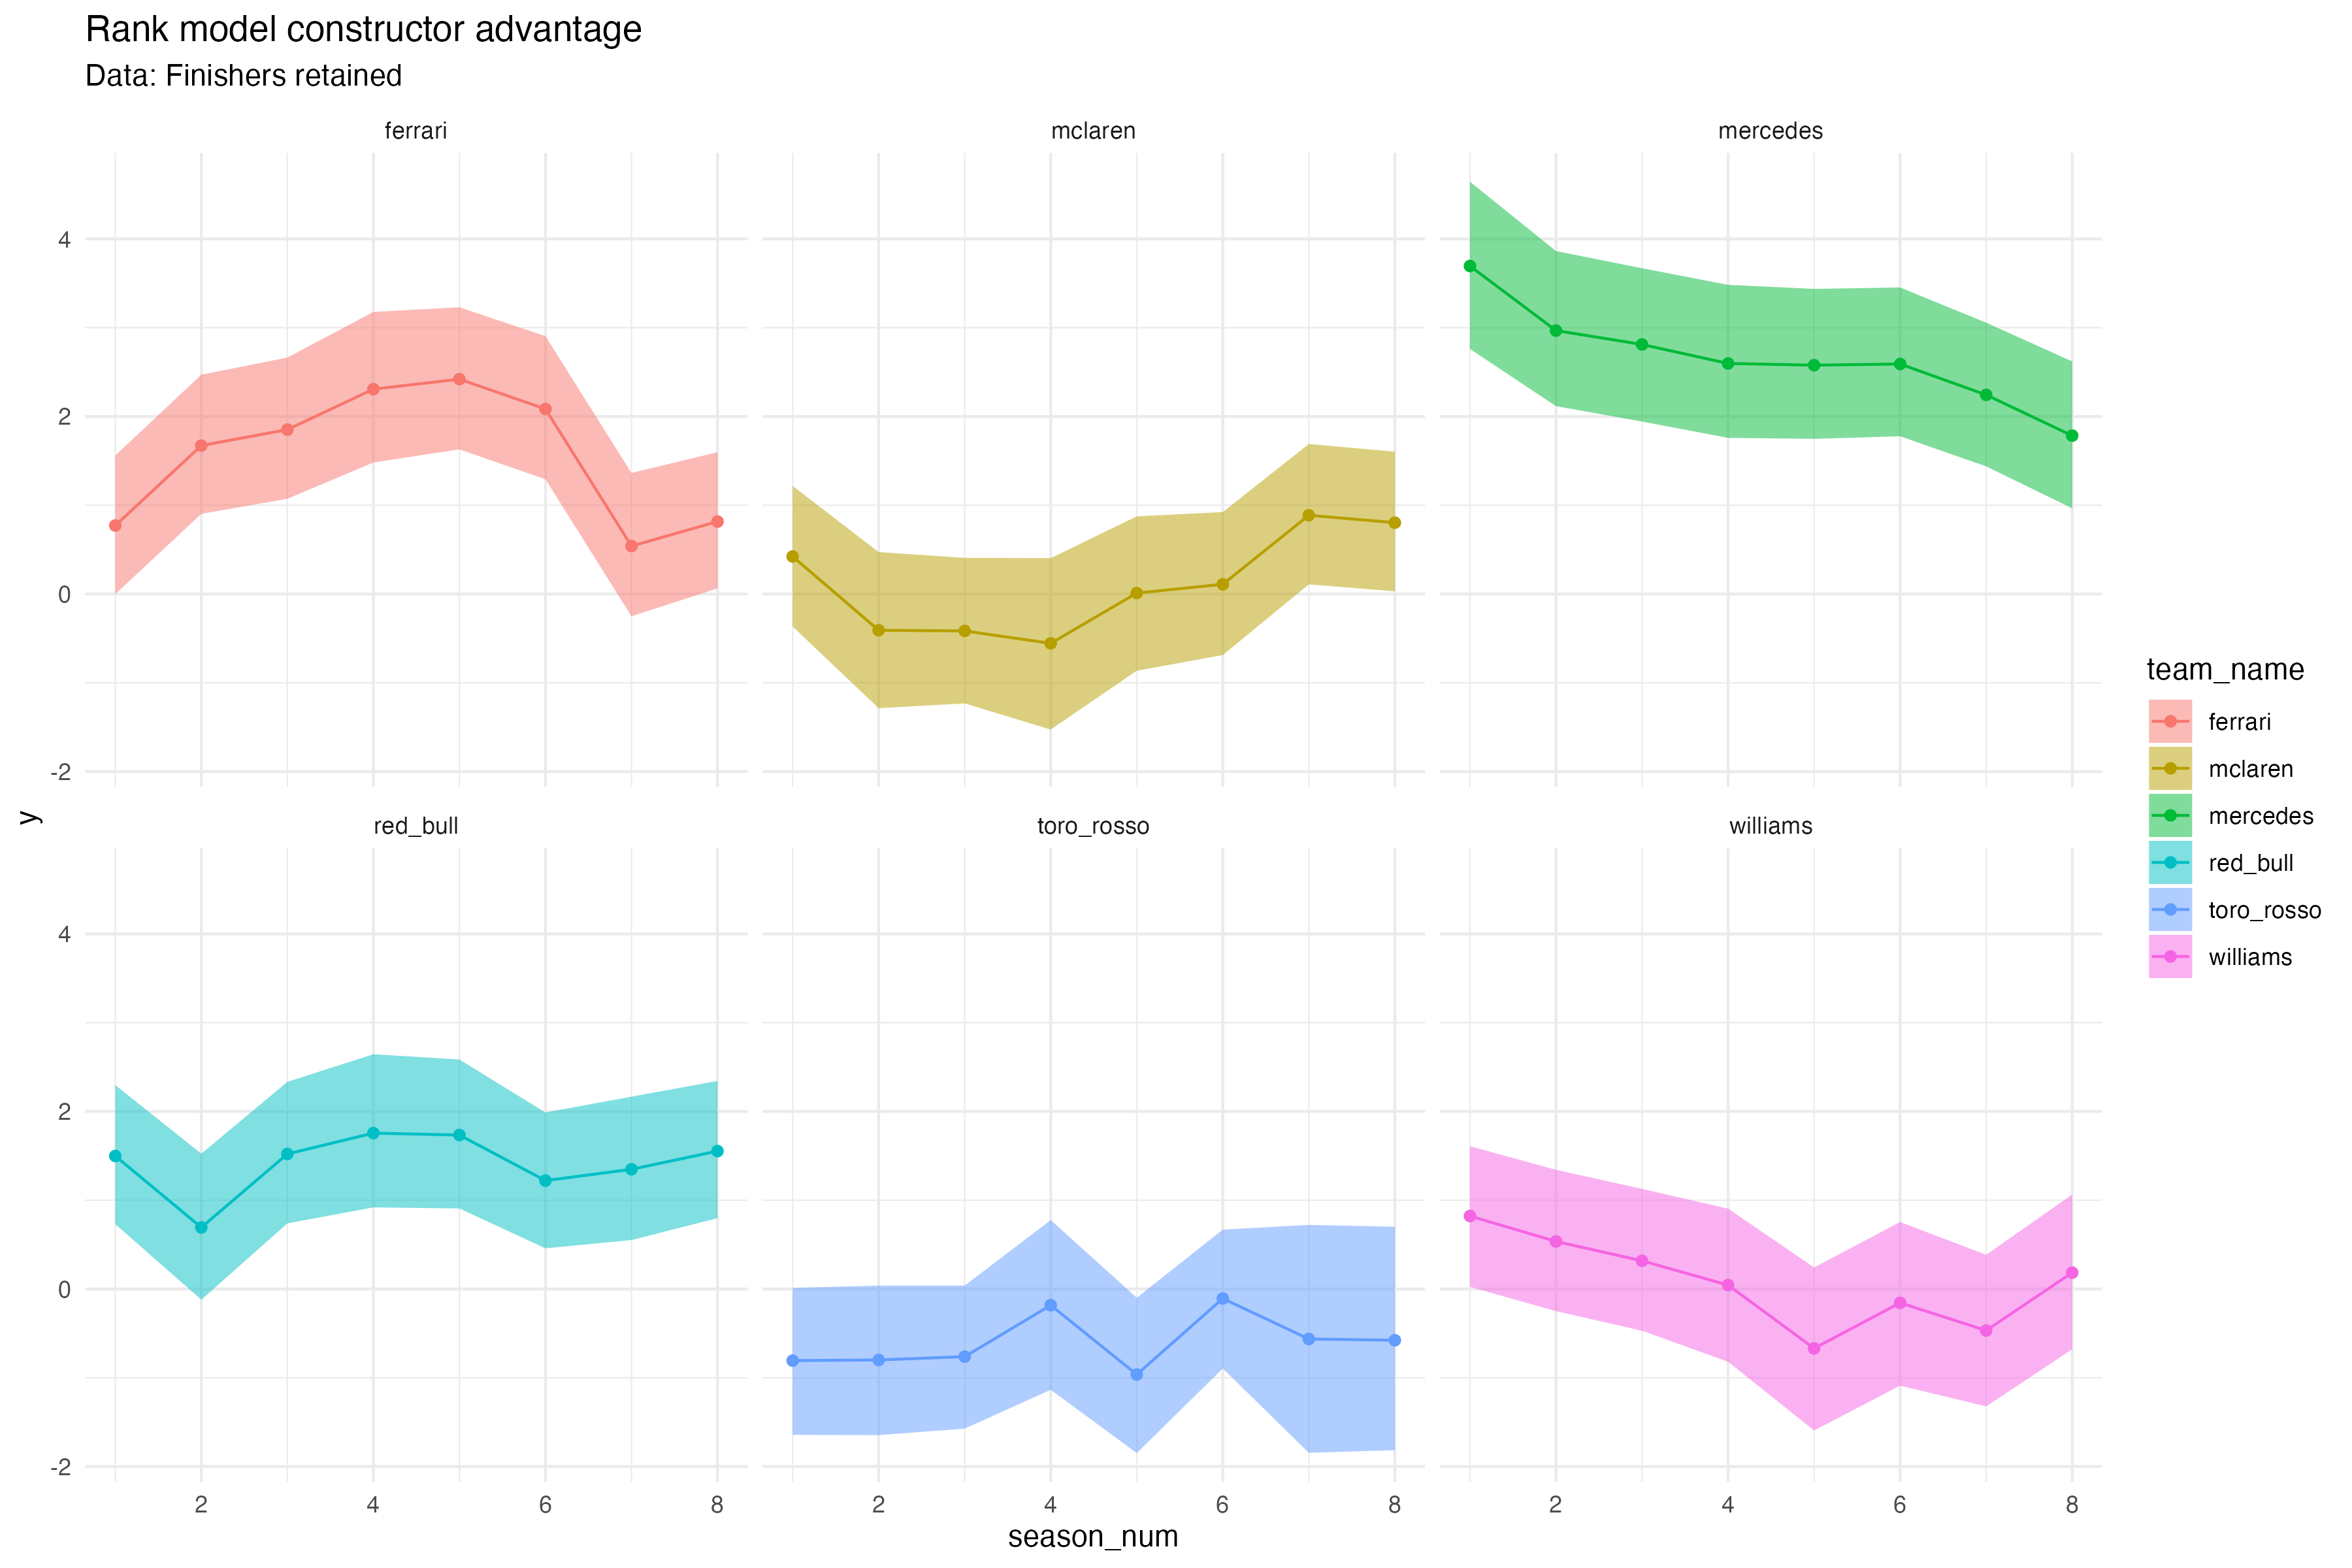 Rank model constructor advantage
Data: Finishers retained
ferrari
mclaren
mercedes
4
2
0
-2
y
red_bull
toro_rosso
williams
4
2
0
-2
2
4
6
8
2
4
6
8
2
4
6
8
season_num
team_name
ferrari
mclaren
mercedes
red_bull
toro_rosso
williams